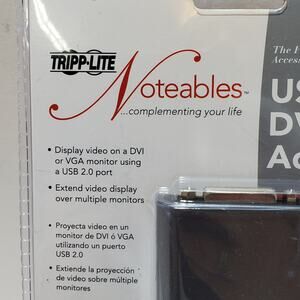 TRIPP·LITE
Noteables™
...complementing your life
• Display video on a DVI
or VGA monitor using
a USB 2.0 port
• Extend video display
over multiple monitors
• Proyecta video en un
monitor de DVI ó VGA
utilizando un puerto
USB 2.0
• Extiende la proyección
de video sobre múltiples
monitores
The
Access
US
DV
Ad